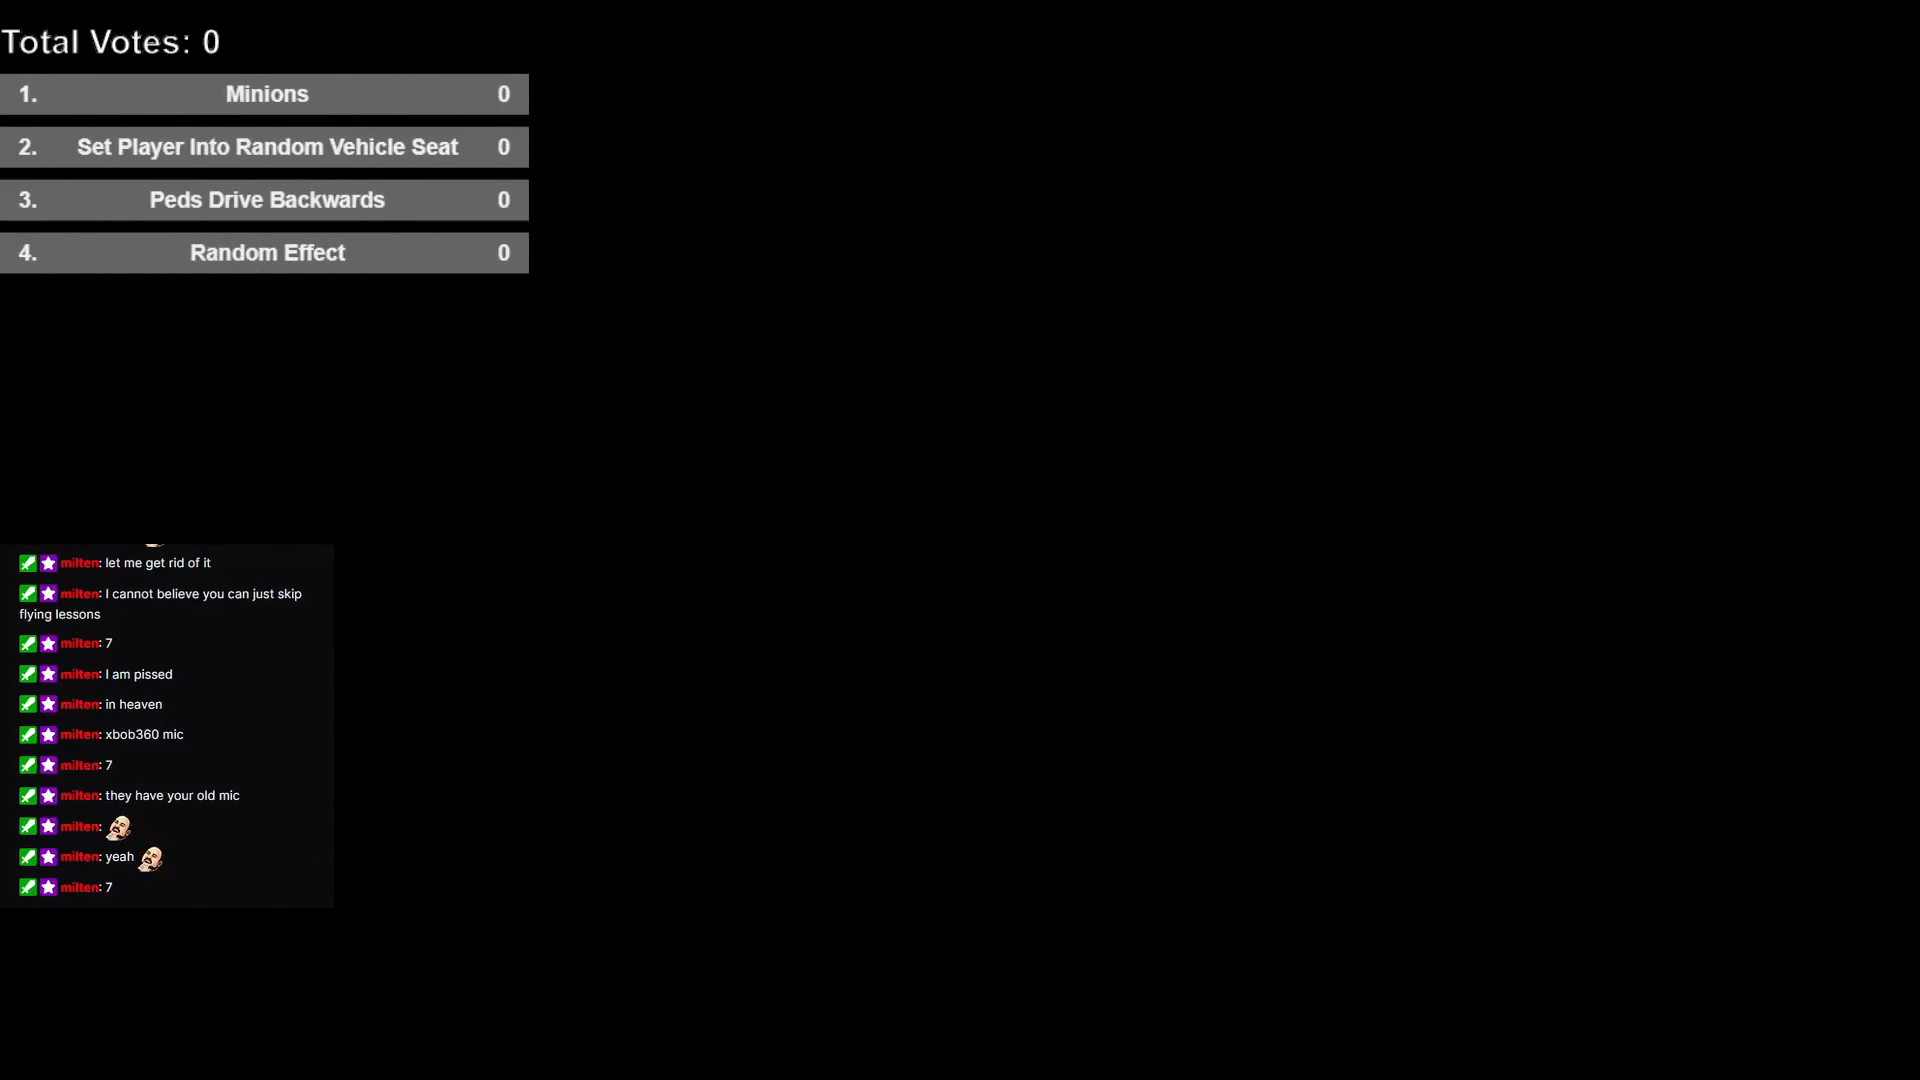 Total Votes: 0
1. Minions 0
2. Set Player Into Random Vehicle Seat 0
3. Peds Drive Backwards 0
4. Random Effect 0
milten: let me get rid of it
milten: I cannot believe you can just skip
flying lessons
milten: 7
milten: I am pissed
milten: in heaven
milten: xbob360 mic
milten: 7
milten: they have your old mic
milten:
milten: yeah
milten: 7